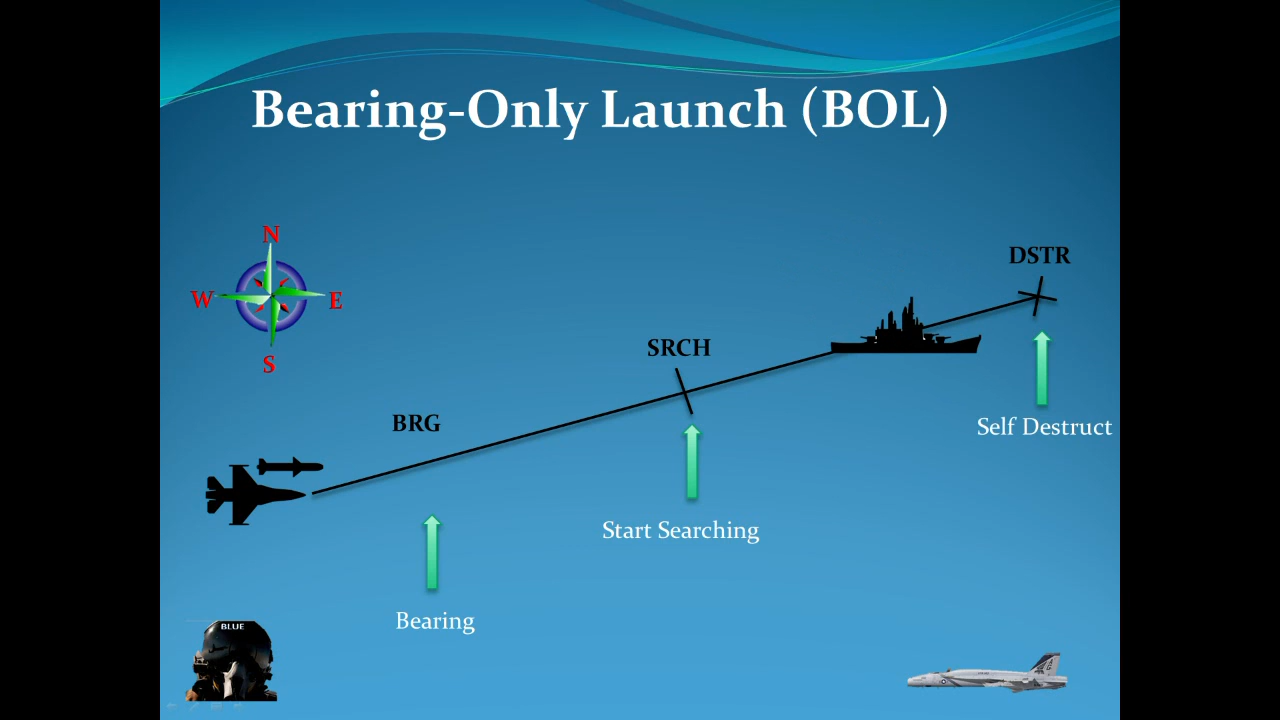 Bearing-Only Launch (BOL)
N
W E
S
DSTR
SRCH
BRG
Self Destruct
Start Searching
Bearing
BLUE